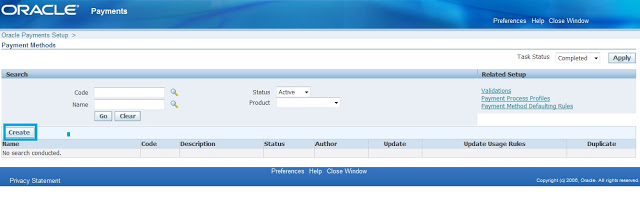 ORACLE Payments
Preferences Help Close Window
Oracle Payments Setup >
Payment Methods
Task Status Completed Apply
Search
Related Setup
Code
Status Active
Validations
Name
Product
Payment Process Profiles
Payment Method Defaulting Rules
Go Clear
Create
Name Code Description Status Author Update Update Usage Rules Duplicate
No search conducted.
Preferences Help Close Window
Privacy Statement
Copyright (c) 2006, Oracle. All rights reserved.